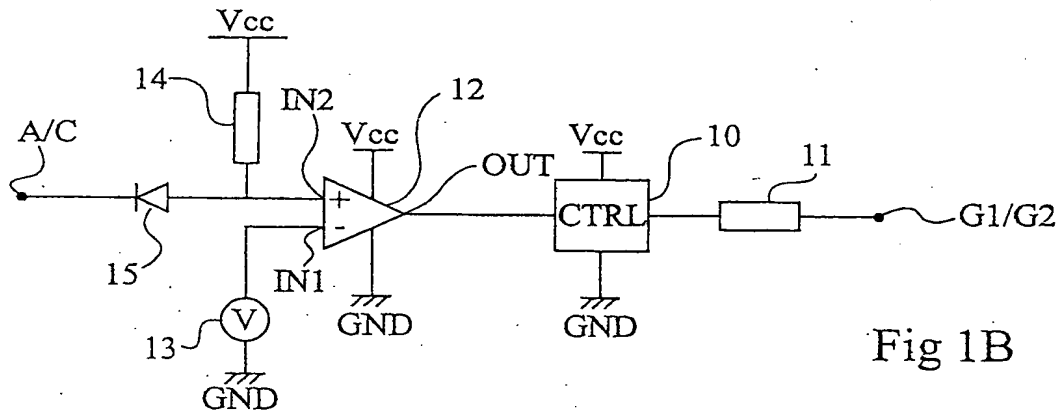 Vcc
14
IN2
12
A/C
Vcc
OUT
Vcc
10
11
+
-
CTRL
G1/G2
15
IN1
13
V
GND
GND
GND
Fig 1B